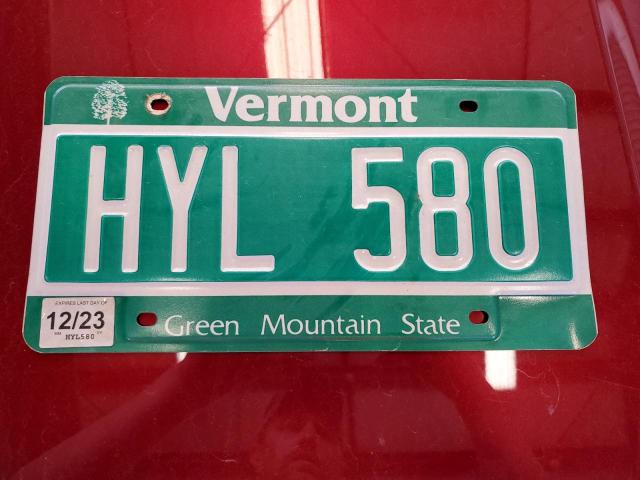 Vermont
HYL 580
EXPIRES LAST DAY OF
12/23
HYL580
Green Mountain State